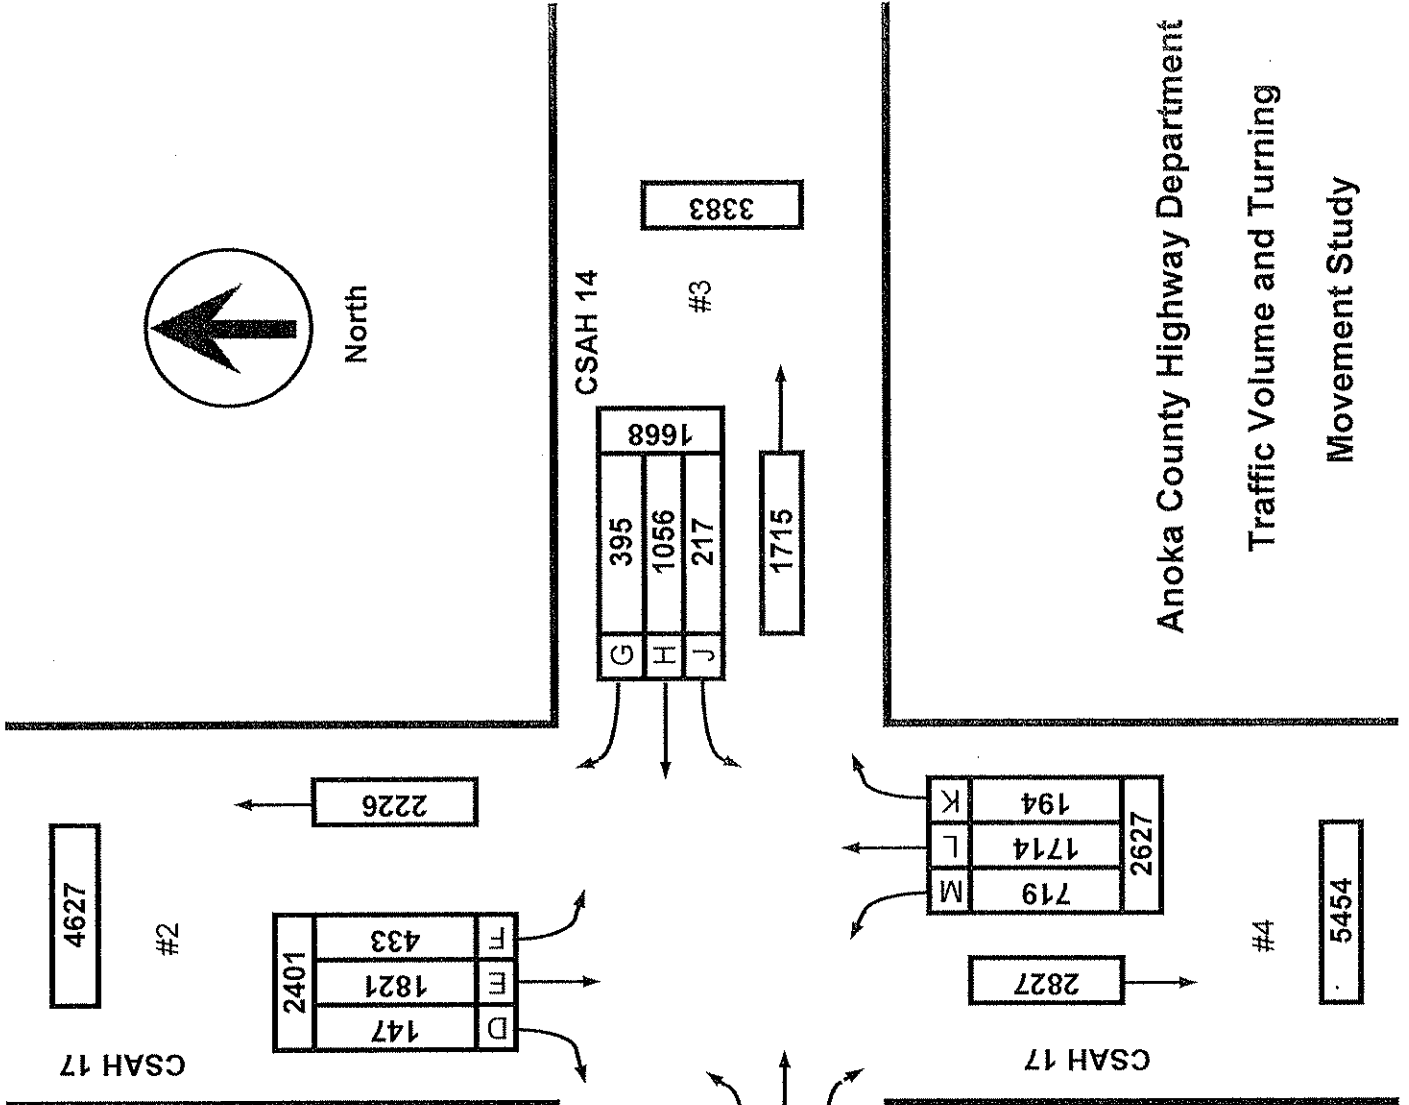 North
CSAH 17
4627
#2
2226
2401
147
1821
433
D
E
F
CSAH 14
3383
#3
1668
G 395
H 1056
J 217
1715
M
L
K
719
1714
194
2627
2827
CSAH 17
#4
5454
Anoka County Highway Department
Traffic Volume and Turning
Movement Study